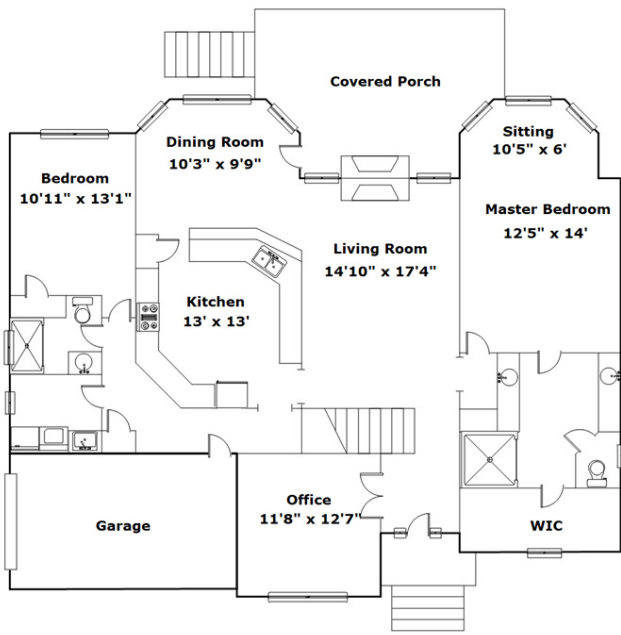 Covered Porch
Dining Room
10'3" x 9'9"
Sitting
10'5" x 6'
Bedroom
10'11" x 13'1"
Master Bedroom
12'5" x 14'
Living Room
14'10" x 17'4"
Kitchen
13' x 13'
Office
11'8" x 12'7"
Garage
WIC